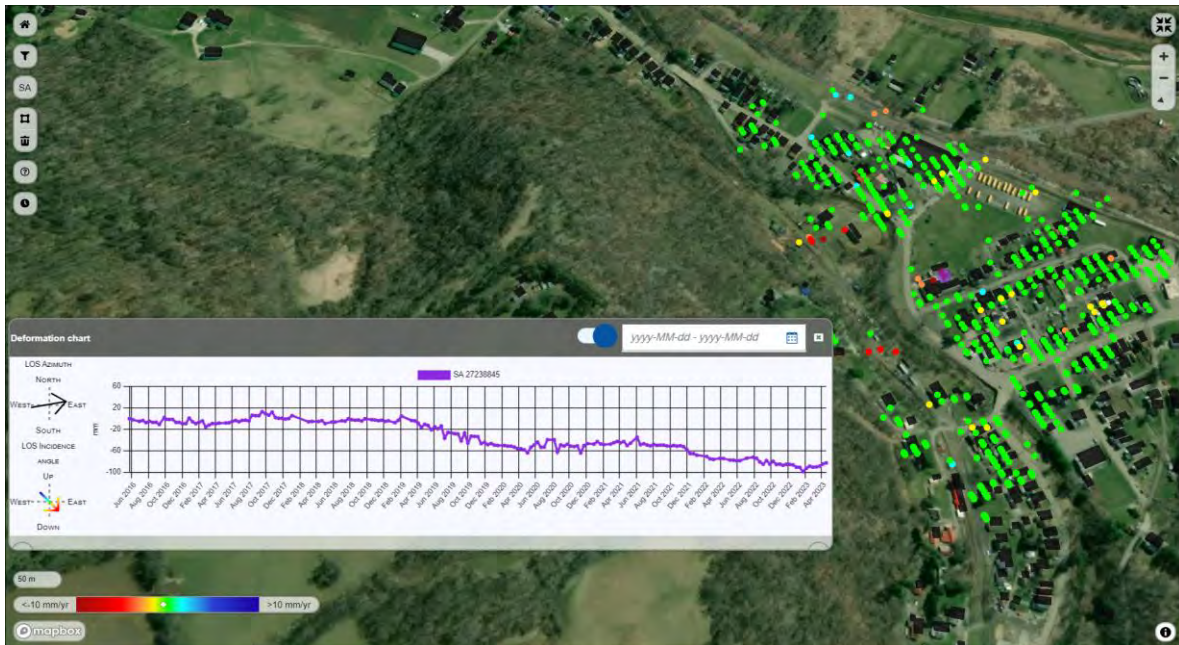 SA
+
−
Deformation chart
yyyy-MM-dd - yyyy-MM-dd
LOS AZIMUTH
NORTH
WEST EAST
SOUTH
LOS INCIDENCE
ANGLE
UP
WEST EAST
DOWN
SA 27238845
60
20
-20
-60
-100
mm
Jun 2016
Aug 2016
Oct 2016
Dec 2016
Feb 2017
Apr 2017
Jun 2017
Aug 2017
Oct 2017
Dec 2017
Feb 2018
Apr 2018
Jun 2018
Aug 2018
Oct 2018
Dec 2018
Feb 2019
Apr 2019
Jun 2019
Aug 2019
Oct 2019
Dec 2019
Feb 2020
Apr 2020
Jun 2020
Aug 2020
Oct 2020
Dec 2020
Feb 2021
Apr 2021
Jun 2021
Aug 2021
Oct 2021
Dec 2021
Feb 2022
Apr 2022
Jun 2022
Aug 2022
Oct 2022
Dec 2022
Feb 2023
Apr 2023
50 m
<-10 mm/yr >10 mm/yr
mapbox